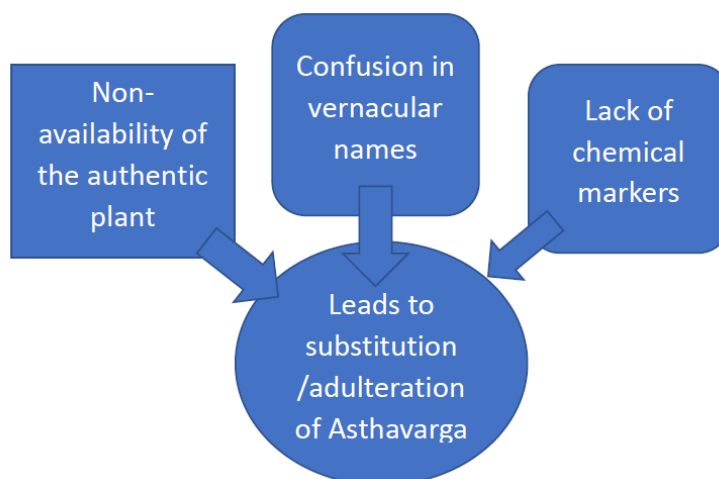 Non-
availability of
the authentic
plant
Confusion in
vernacular
names
Lack of
chemical
markers
Leads to
substitution
/adulteration
of Asthavarga